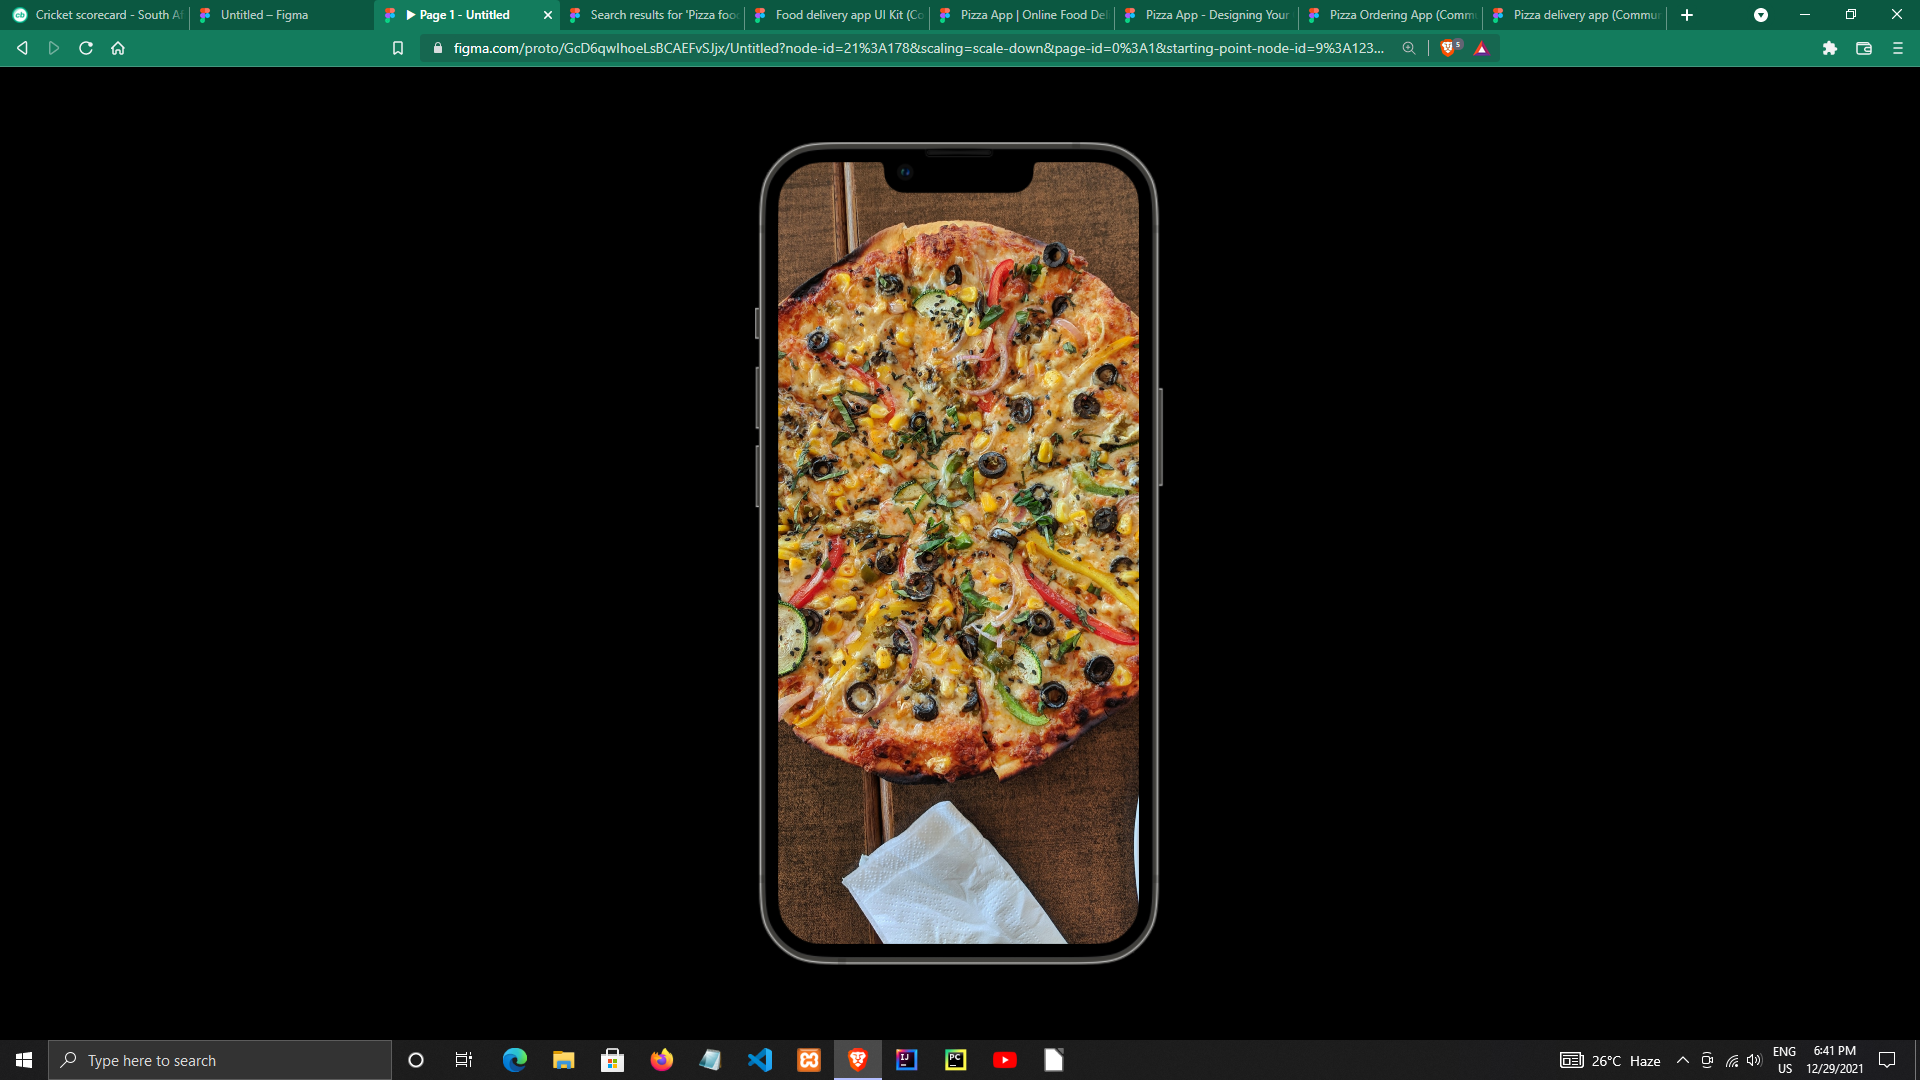 Cricket scorecard - South Af
Untitled – Figma
▶ Page 1 - Untitled
Search results for 'Pizza foo
Food delivery app UI Kit (Co
Pizza App | Online Food Del
Pizza App - Designing Your
Pizza Ordering App (Comm
Pizza delivery app (Commun
figma.com/proto/GcD6qwIhoeLsBCAEFvSJjx/Untitled?node-id=21%3A178&scaling=scale-down&page-id=0%3A1&starting-point-node-id=9%3A123...
5
Type here to search
26°C Haze
ENG
US
6:41 PM
12/29/2021